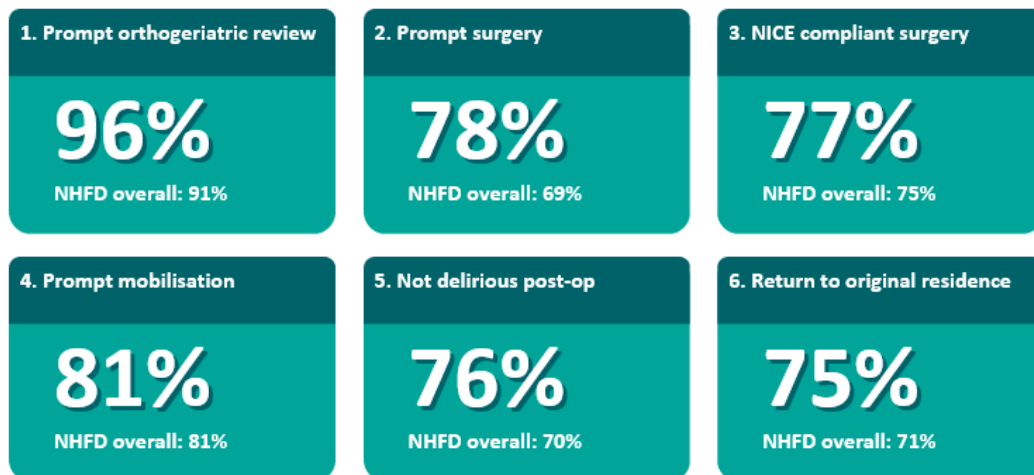 1. Prompt orthogeriatric review
96%
NHFD overall: 91%
2. Prompt surgery
78%
NHFD overall: 69%
3. NICE compliant surgery
77%
NHFD overall: 75%
4. Prompt mobilisation
81%
NHFD overall: 81%
5. Not delirious post-op
76%
NHFD overall: 70%
6. Return to original residence
75%
NHFD overall: 71%